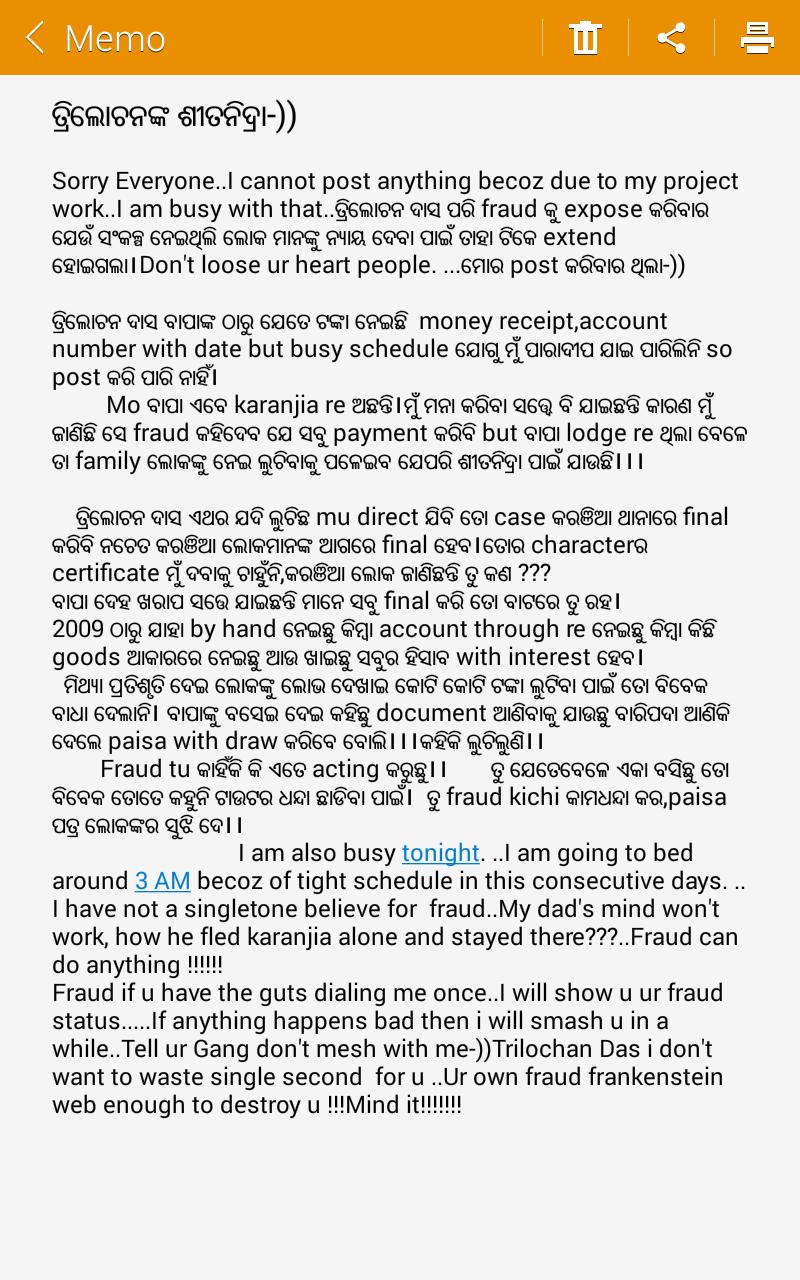 Memo
ତ୍ରିଲୋଚନଙ୍କ ଶୀତନିଦ୍ରା-))
Sorry Everyone..I cannot post anything becoz due to my project
work..I am busy with that..ତ୍ରିଲୋଚନ ଦାସ ପରି fraud କୁ expose କରିବାର
ଯେଉଁ ସଂକଳ୍ପ ନେଇଥିଲି ଲୋକ ମାନଙ୍କୁ ନ୍ୟାୟ ଦେବା ପାଇଁ ତାହା ଟିକେ extend
ହୋଇଗଲା।Don't loose ur heart people. ...ମୋର post କରିବାର ଥିଲା-))
ତ୍ରିଲୋଚନ ଦାସ ବାପାଙ୍କ ଠାରୁ ଯେତେ ଟଙ୍କା ନେଇଛି  money receipt,account
number with date but busy schedule ଯୋଗୁ ମୁଁ ପାରାଦୀପ ଯାଇ ପାରିଲିନି so
post କରି ପାରି ନାହିଁ।
Mo ବାପା ଏବେ karanjia re ଅଛନ୍ତି।ମୁଁ ମନା କରିବା ସତ୍ତ୍ୱେ ବି ଯାଇଛନ୍ତି କାରଣ ମୁଁ
ଜାଣିଛି ସେ fraud କହିଦେବ ଯେ ସବୁ payment କରିବି but ବାପା lodge re ଥିଲା ବେଳେ
ତା family ଲୋକଙ୍କୁ ନେଇ ଲୁଚିବାକୁ ପଳେଇବ ଯେପରି ଶୀତନିଦ୍ରା ପାଇଁ ଯାଉଛି।।।
ତ୍ରିଲୋଚନ ଦାସ ଏଥର ଯଦି ଲୁଚିଛ mu direct ଯିବି ତୋ case କରଞିଆ ଥାନାରେ final
କରିବି ନଚେତ କରଞିଆ ଲୋକମାନଙ୍କ ଆଗରେ final ହେବ।ତୋର characterର
certificate ମୁଁ ଦବାକୁ ଚାହୁଁନି,କରଞିଆ ଲୋକ ଜାଣିଛନ୍ତି ତୁ କଣ ???
ବାପା ଦେହ ଖରାପ ସତ୍ତେ ଯାଇଛନ୍ତି ମାନେ ସବୁ final କରି ତୋ ବାଟରେ ତୁ ରହ।
2009 ଠାରୁ ଯାହା by hand ନେଇଛୁ କିମ୍ବା account through re ନେଇଛୁ କିମ୍ବା କିଛି
goods ଆକାରରେ ନେଇଛୁ ଆଉ ଖାଇଛୁ ସବୁର ହିସାବ with interest ହେବ।
ମିଥ୍ୟା ପ୍ରତିଶୃତି ଦେଇ ଲୋକଙ୍କୁ ଲୋଭ ଦେଖାଇ କୋଟି କୋଟି ଟଙ୍କା ଲୁଟିବା ପାଇଁ ତୋ ବିବେକ
ବାଧା ଦେଲାନି। ବାପାଙ୍କୁ ବସେଇ ଦେଇ କହିଛୁ document ଆଣିବାକୁ ଯାଉଛୁ ବାରିପଦା ଆଣିକି
ଦେଲେ paisa with draw କରିବେ ବୋଲି।।।କହିକି ଲୁଚିଲୁଣି।।
Fraud tu କାହିଁକି କି ଏତେ acting କରୁଛୁ।।      ତୁ ଯେତେବେଳେ ଏକା ବସିଛୁ ତୋ
ବିବେକ ତୋତେ କହୁନି ଟାଉଟର ଧନ୍ଦା ଛାଡିବା ପାଇଁ।  ତୁ fraud kichi କାମଧନ୍ଦା କର,paisa
ପତ୍ର ଲୋକଙ୍କର ସୁଝି ଦେ।।
I am also busy tonight. ..I am going to bed
around 3 AM becoz of tight schedule in this consecutive days. ..
I have not a singletone believe for  fraud..My dad's mind won't
work, how he fled karanjia alone and stayed there???..Fraud can
do anything !!!!!!
Fraud if u have the guts dialing me once..I will show u ur fraud
status.....If anything happens bad then i will smash u in a
while..Tell ur Gang don't mesh with me-))Trilochan Das i don't
want to waste single second  for u ..Ur own fraud frankenstein
web enough to destroy u !!!Mind it!!!!!!!